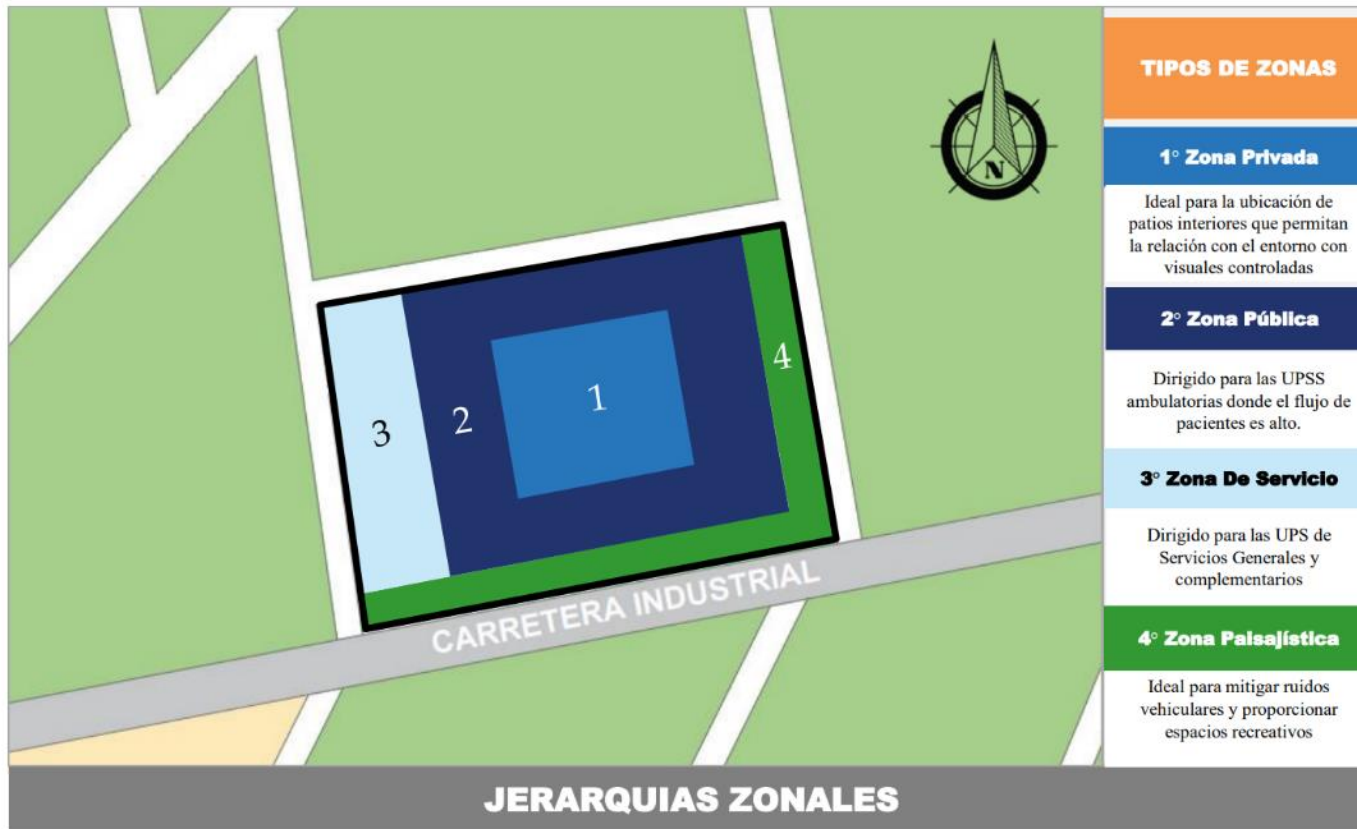 N
1
2
3
4
CARRETERA INDUSTRIAL
TIPOS DE ZONAS
1° Zona Privada
Ideal para la ubicación de
patios interiores que permitan
la relación con el entorno con
visuales controladas
2° Zona Pública
Dirigido para las UPSS
ambulatorias donde el flujo de
pacientes es alto.
3° Zona De Servicio
Dirigido para las UPS de
Servicios Generales y
complementarios
4° Zona Paisajística
Ideal para mitigar ruidos
vehiculares y proporcionar
espacios recreativos
JERARQUIAS ZONALES